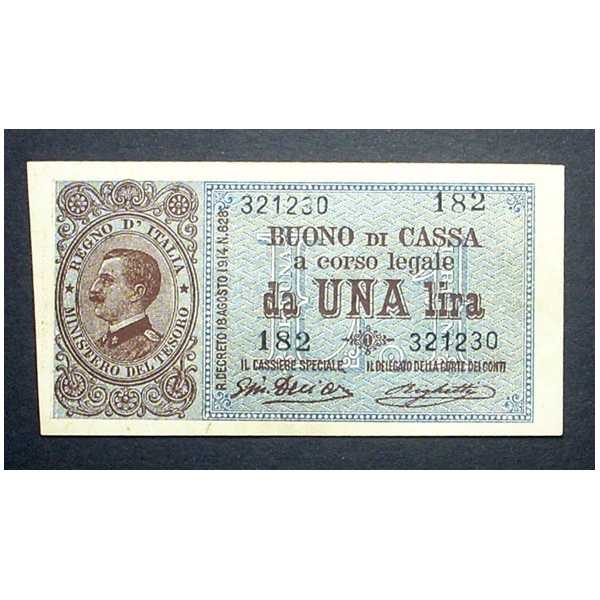 REGNO D' ITALIA
MINISTERO DEL TESORO
R. DECRETO 18 AGOSTO 1914 N. 828
321230 182
BUONO DI CASSA
a corso legale
da UNA lira
182 1 321230
IL CASSIERE SPECIALE IL DELEGATO DELLA CORTE DEI CONTI